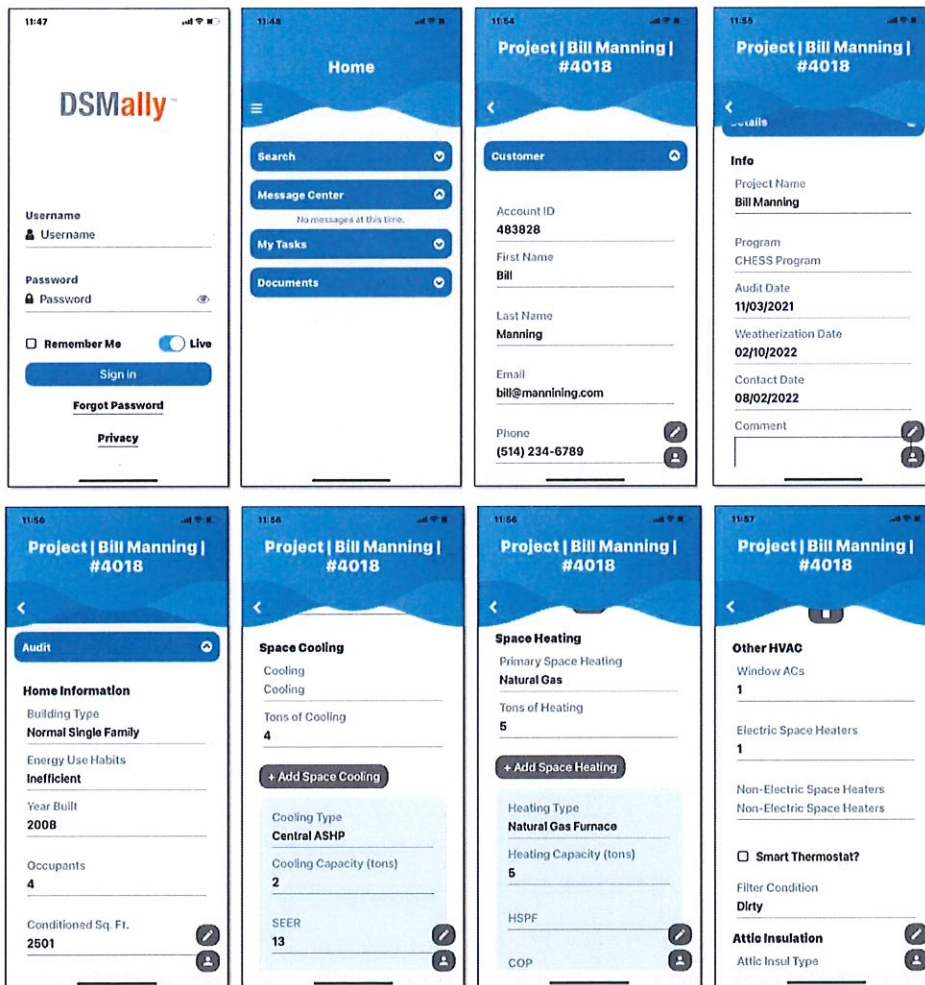 11:47
DSMally™
Username
Username
Password
Password
Remember Me
Live
Sign in
Forgot Password
Privacy
11:48
Home
Search
Message Center
No messages at this time.
My Tasks
Documents
11:54
Project | Bill Manning |
#4018
Customer
Account ID
483828
First Name
Bill
Last Name
Manning
Email
bill@mannining.com
Phone
(514) 234-6789
11:55
Project | Bill Manning |
#4018
Details
Info
Project Name
Bill Manning
Program
CHESS Program
Audit Date
11/03/2021
Weatherization Date
02/10/2022
Contact Date
08/02/2022
Comment
11:56
Project | Bill Manning |
#4018
Audit
Home Information
Building Type
Normal Single Family
Energy Use Habits
Inefficient
Year Built
2008
Occupants
4
Conditioned Sq. Ft.
2501
11:56
Project | Bill Manning |
#4018
Space Cooling
Cooling
Cooling
Tons of Cooling
4
+ Add Space Cooling
Cooling Type
Central ASHP
Cooling Capacity (tons)
2
SEER
13
11:56
Project | Bill Manning |
#4018
Space Heating
Primary Space Heating
Natural Gas
Tons of Heating
5
+ Add Space Heating
Heating Type
Natural Gas Furnace
Heating Capacity (tons)
5
HSPF
COP
11:57
Project | Bill Manning |
#4018
Other HVAC
Window ACs
1
Electric Space Heaters
1
Non-Electric Space Heaters
Non-Electric Space Heaters
Smart Thermostat?
Filter Condition
Dirty
Attic Insulation
Attic Insul Type